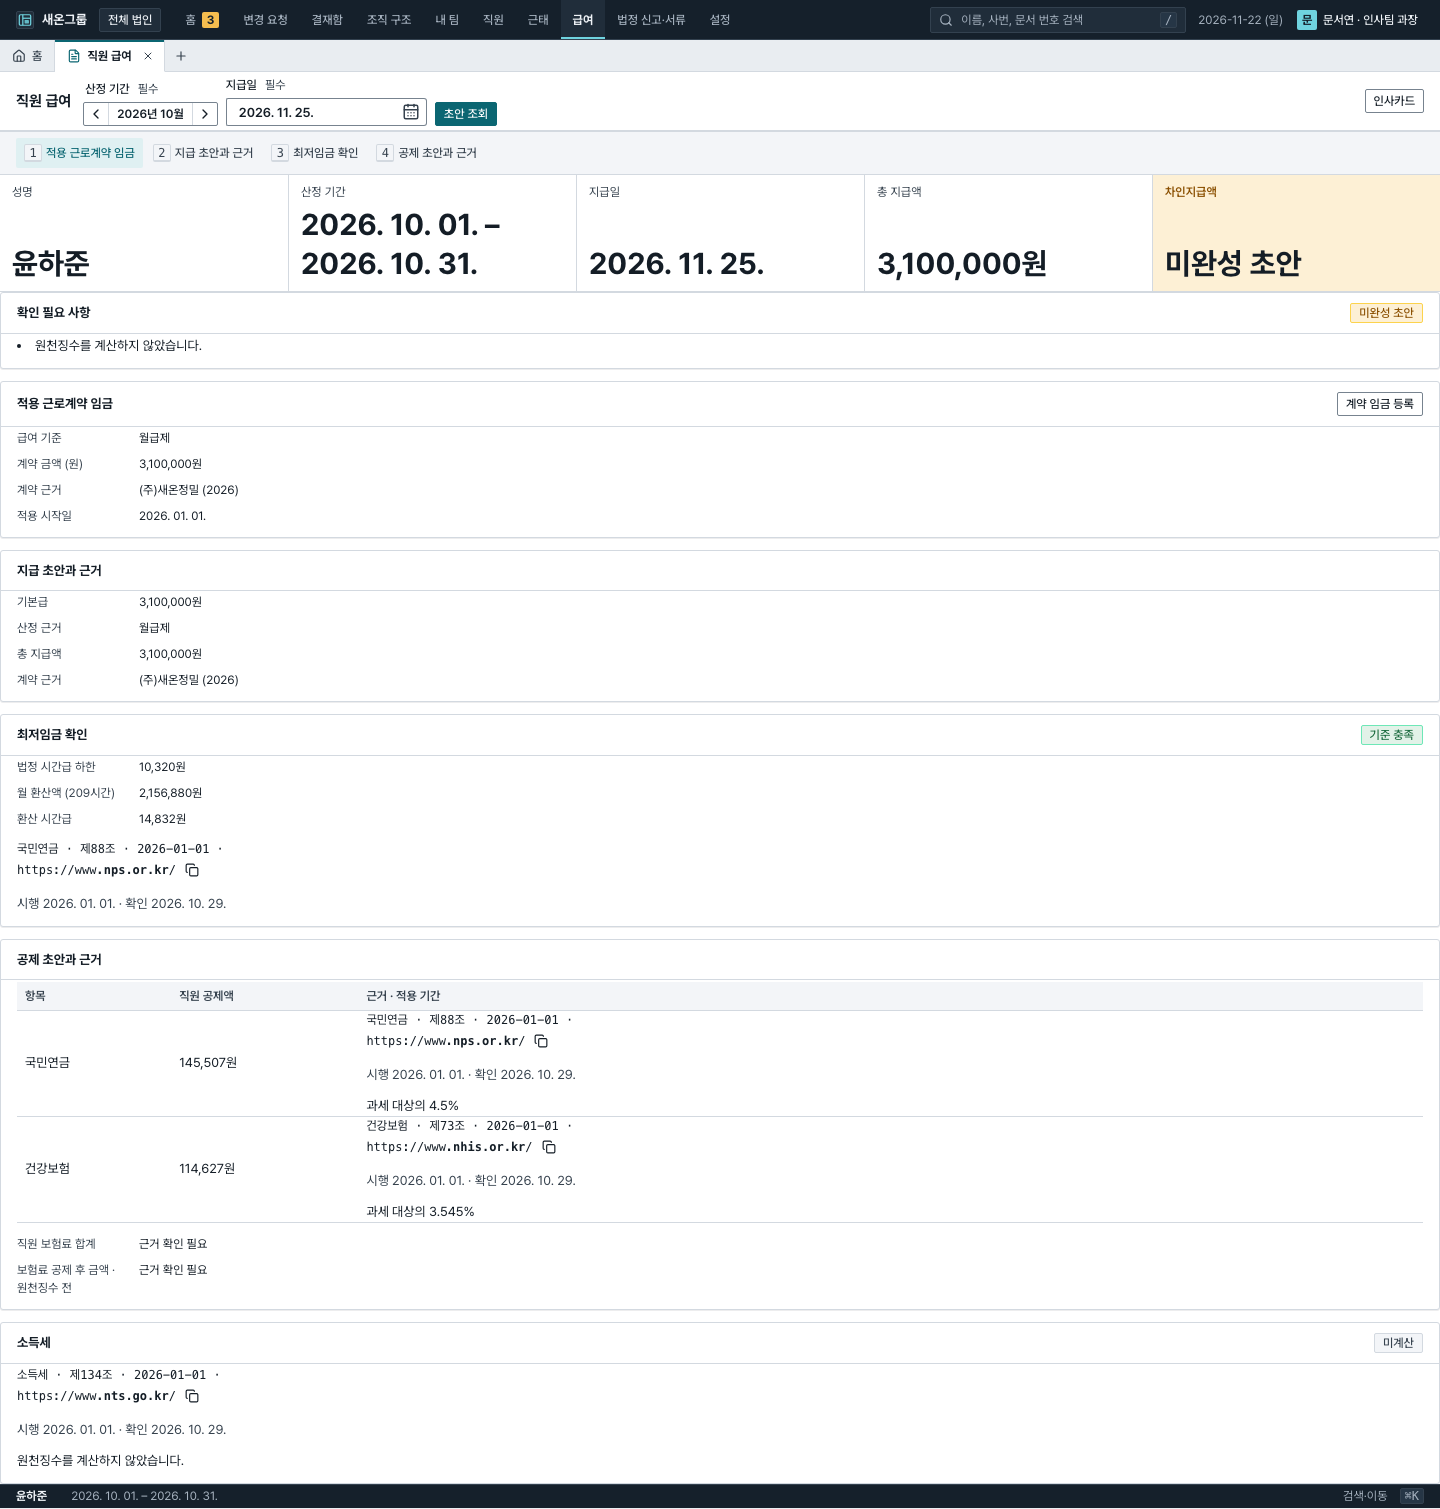 새온그룹 전체 법인 홈 3 변경 요청 결재함 조직 구조 내 팀 직원 근태 급여 법정 신고·서류 설정 이름, 사번, 문서 번호 검색 / 2026-11-22 (일) 문 문서연 · 인사팀 과장
홈 직원 급여
직원 급여
산정 기간 필수
2026년 10월
지급일 필수
2026. 11. 25.
초안 조회
인사카드
1 적용 근로계약 임금 2 지급 초안과 근거 3 최저임금 확인 4 공제 초안과 근거
성명
윤하준
산정 기간
2026. 10. 01. –
2026. 10. 31.
지급일
2026. 11. 25.
총 지급액
3,100,000원
차인지급액
미완성 초안
확인 필요 사항 미완성 초안
• 원천징수를 계산하지 않았습니다.
적용 근로계약 임금 계약 임금 등록
급여 기준 월급제
계약 금액 (원) 3,100,000원
계약 근거 (주)새온정밀 (2026)
적용 시작일 2026. 01. 01.
지급 초안과 근거
기본급 3,100,000원
산정 근거 월급제
총 지급액 3,100,000원
계약 근거 (주)새온정밀 (2026)
최저임금 확인 기준 충족
법정 시간급 하한 10,320원
월 환산액 (209시간) 2,156,880원
환산 시간급 14,832원
국민연금 · 제88조 · 2026-01-01 ·
https://www.nps.or.kr/
시행 2026. 01. 01. · 확인 2026. 10. 29.
공제 초안과 근거
항목 직원 공제액 근거 · 적용 기간
국민연금 145,507원
국민연금 · 제88조 · 2026-01-01 ·
https://www.nps.or.kr/
시행 2026. 01. 01. · 확인 2026. 10. 29.
과세 대상의 4.5%
건강보험 114,627원
건강보험 · 제73조 · 2026-01-01 ·
https://www.nhis.or.kr/
시행 2026. 01. 01. · 확인 2026. 10. 29.
과세 대상의 3.545%
직원 보험료 합계 근거 확인 필요
보험료 공제 후 금액 · 근거 확인 필요
원천징수 전
소득세 미계산
소득세 · 제134조 · 2026-01-01 ·
https://www.nts.go.kr/
시행 2026. 01. 01. · 확인 2026. 10. 29.
원천징수를 계산하지 않았습니다.
윤하준 2026. 10. 01. – 2026. 10. 31. 검색·이동 ⌘K